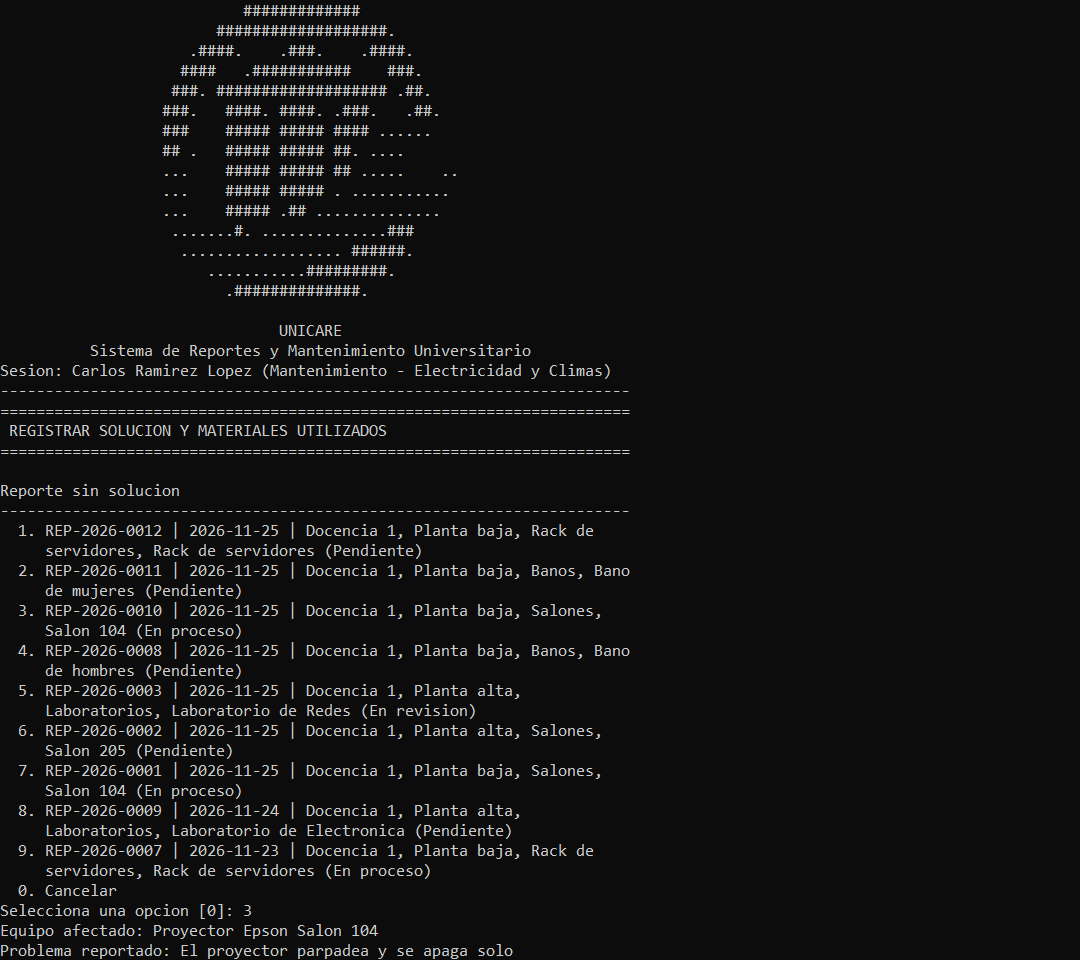 UNICARE
Sistema de Reportes y Mantenimiento Universitario
Sesion: Carlos Ramirez Lopez (Mantenimiento - Electricidad y Climas)
----------------------------------------------------------------------
======================================================================
REGISTRAR SOLUCION Y MATERIALES UTILIZADOS
======================================================================
Reporte sin solucion
----------------------------------------------------------------------
1. REP-2026-0012 | 2026-11-25 | Docencia 1, Planta baja, Rack de
servidores, Rack de servidores (Pendiente)
2. REP-2026-0011 | 2026-11-25 | Docencia 1, Planta baja, Banos, Bano
de mujeres (Pendiente)
3. REP-2026-0010 | 2026-11-25 | Docencia 1, Planta baja, Salones,
Salon 104 (En proceso)
4. REP-2026-0008 | 2026-11-25 | Docencia 1, Planta baja, Banos, Bano
de hombres (Pendiente)
5. REP-2026-0003 | 2026-11-25 | Docencia 1, Planta alta,
Laboratorios, Laboratorio de Redes (En revision)
6. REP-2026-0002 | 2026-11-25 | Docencia 1, Planta alta, Salones,
Salon 205 (Pendiente)
7. REP-2026-0001 | 2026-11-25 | Docencia 1, Planta baja, Salones,
Salon 104 (En proceso)
8. REP-2026-0009 | 2026-11-24 | Docencia 1, Planta alta,
Laboratorios, Laboratorio de Electronica (Pendiente)
9. REP-2026-0007 | 2026-11-23 | Docencia 1, Planta baja, Rack de
servidores, Rack de servidores (En proceso)
0. Cancelar
Selecciona una opcion [0]: 3
Equipo afectado: Proyector Epson Salon 104
Problema reportado: El proyector parpadea y se apaga solo